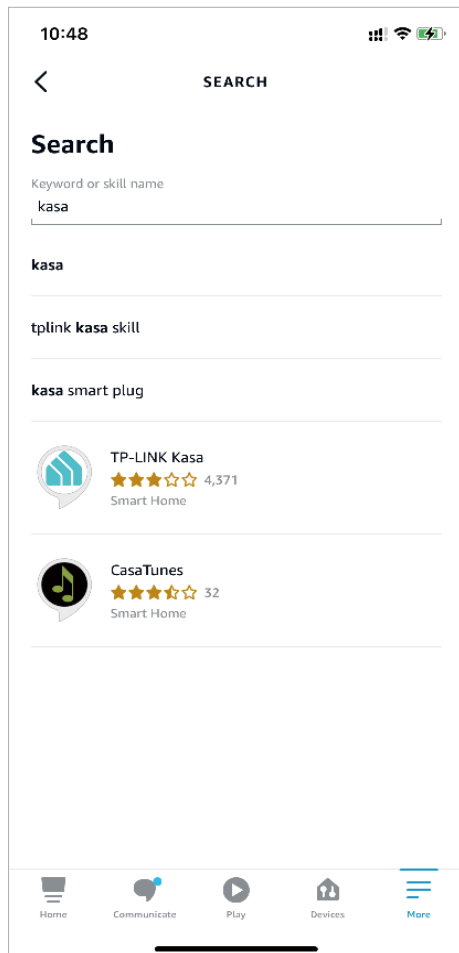 10:48
SEARCH
Search
Keyword or skill name
kasa
kasa
tplink kasa skill
kasa smart plug
TP-LINK Kasa
4,371
Smart Home
CasaTunes
32
Smart Home
Home Communicate Play Devices More